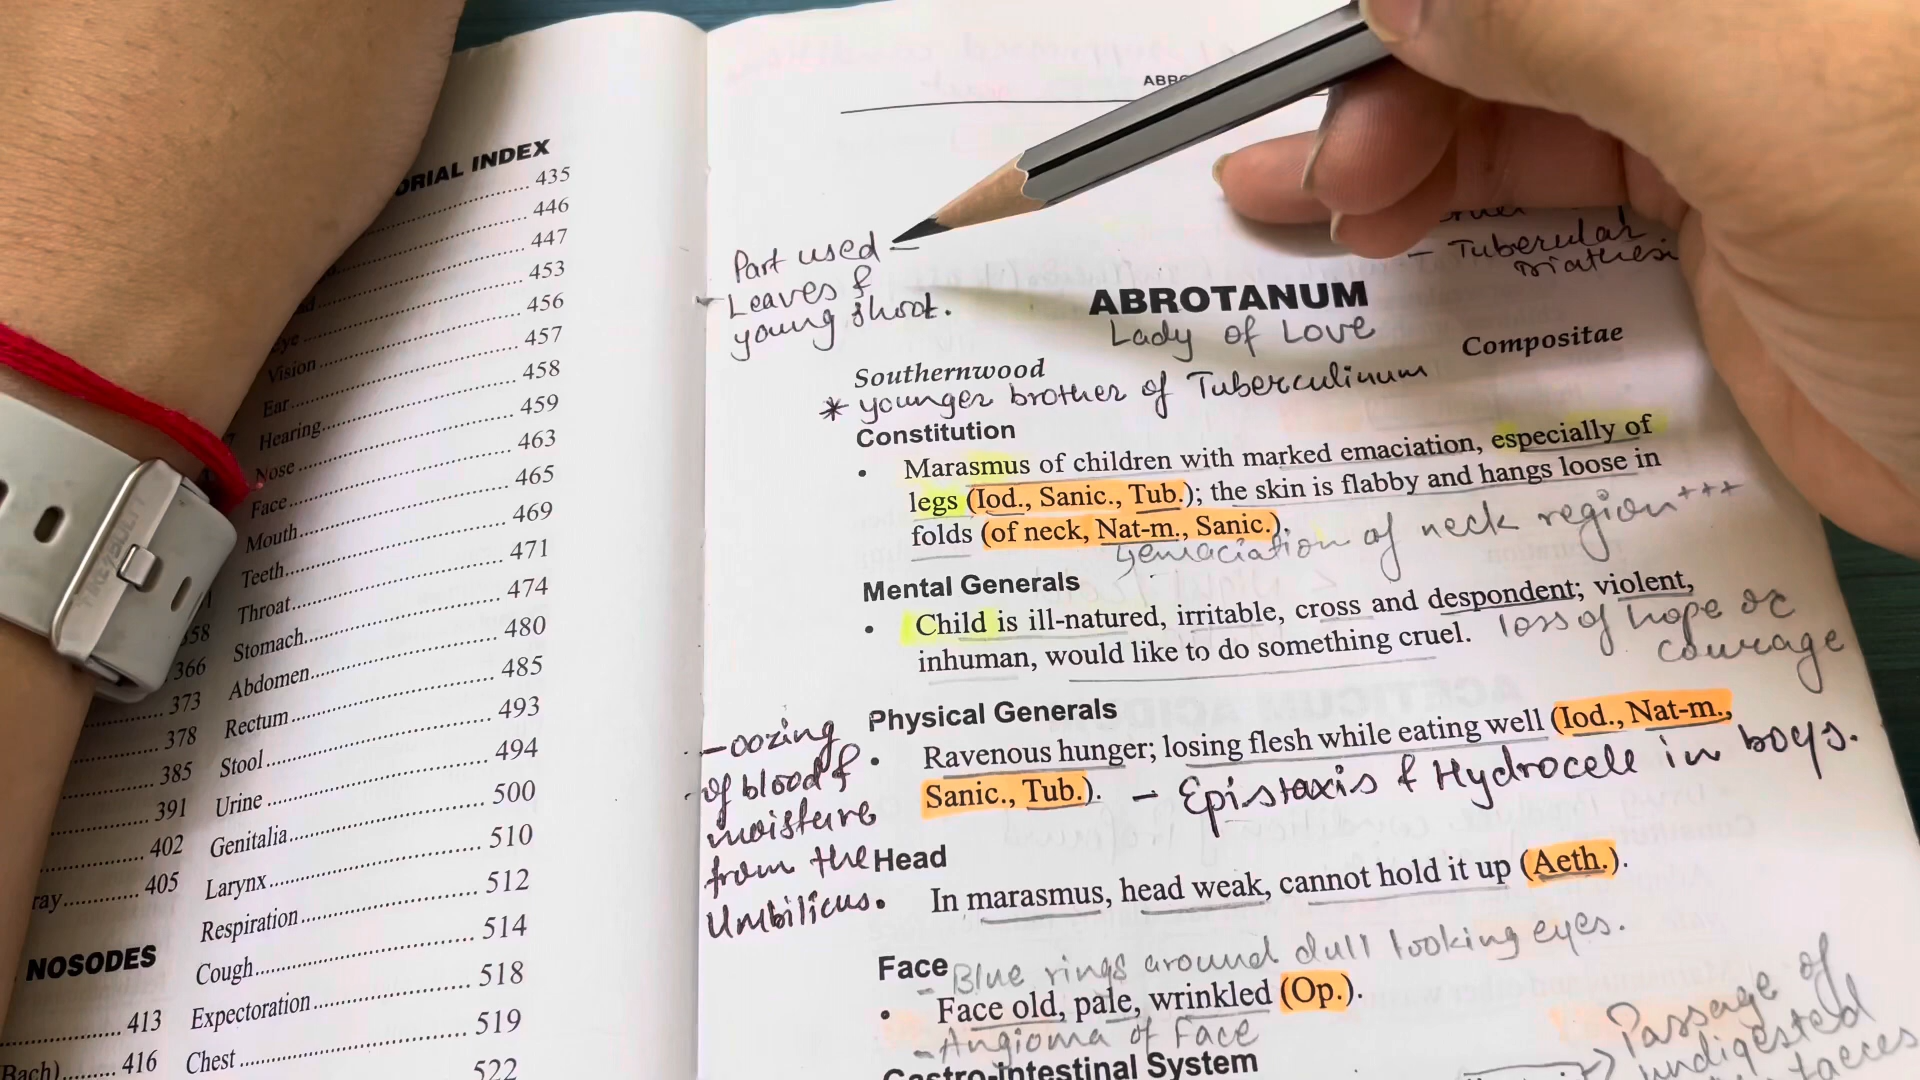 ORIAL INDEX
435
446
447
453
Eye 456
Vision 457
Ear 458
Hearing 459
Nose 463
Face 465
Mouth 469
Teeth 471
Throat 474
Stomach 480
Abdomen 485
Rectum 493
Stool 494
Urine 500
Genitalia 510
Larynx 512
Respiration 514
Cough 518
Expectoration 519
Chest 522
358
366
373
378
385
391
402
ray 405
NOSODES
413
Bach) 416
Part used –
Leaves &
young shoot.
– Tubercular
Diathesis
ABROTANUM
Lady of Love
Southernwood Compositae
* younger brother of Tuberculinum
Constitution
• Marasmus of children with marked emaciation, especially of
legs (Iod., Sanic., Tub.); the skin is flabby and hangs loose in
folds (of neck, Nat-m., Sanic.).
emaciation of neck region +++
Mental Generals
• Child is ill-natured, irritable, cross and despondent; violent,
inhuman, would like to do something cruel.
loss of hope or
courage
Physical Generals
• Ravenous hunger; losing flesh while eating well (Iod., Nat-m.,
Sanic., Tub.). – Epistaxis & Hydrocele in boys.
– oozing
of blood &
moisture
from the
Umbilicus.
Head
• In marasmus, head weak, cannot hold it up (Aeth.).
Face
– Blue rings around dull looking eyes.
• Face old, pale, wrinkled (Op.).
– Angioma of Face
Gastro-intestinal System
Passage of
undigested
faeces